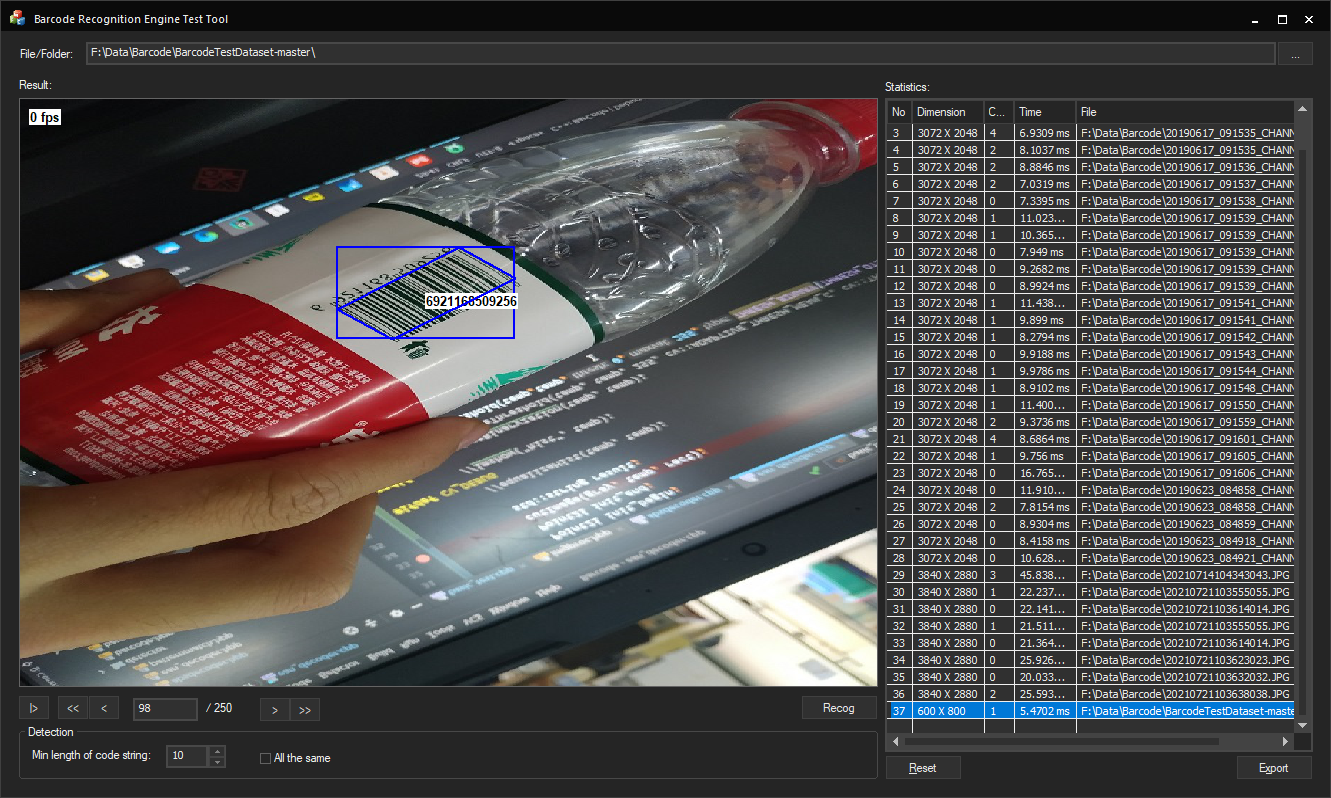 Barcode Recognition Engine Test Tool
File/Folder:
F:\Data\Barcode\BarcodeTestDataset-master\
...
Result:
0 fps
6921168509256
|>
<<
<
98
/ 250
>
>>
Recog
Detection
Min length of code string:
10
All the same
Statistics:
No Dimension C... Time File
3 3072 X 2048 4 6.9309 ms F:\Data\Barcode\20190617_091535_CHANN
4 3072 X 2048 2 8.1037 ms F:\Data\Barcode\20190617_091535_CHANN
5 3072 X 2048 2 8.8846 ms F:\Data\Barcode\20190617_091536_CHANN
6 3072 X 2048 2 7.0319 ms F:\Data\Barcode\20190617_091537_CHANN
7 3072 X 2048 0 7.3395 ms F:\Data\Barcode\20190617_091538_CHANN
8 3072 X 2048 1 11.023... F:\Data\Barcode\20190617_091539_CHANN
9 3072 X 2048 1 10.365... F:\Data\Barcode\20190617_091539_CHANN
10 3072 X 2048 0 7.949 ms F:\Data\Barcode\20190617_091539_CHANN
11 3072 X 2048 0 9.2682 ms F:\Data\Barcode\20190617_091539_CHANN
12 3072 X 2048 0 8.9924 ms F:\Data\Barcode\20190617_091539_CHANN
13 3072 X 2048 1 11.438... F:\Data\Barcode\20190617_091541_CHANN
14 3072 X 2048 1 9.899 ms F:\Data\Barcode\20190617_091541_CHANN
15 3072 X 2048 1 8.2794 ms F:\Data\Barcode\20190617_091542_CHANN
16 3072 X 2048 0 9.9188 ms F:\Data\Barcode\20190617_091543_CHANN
17 3072 X 2048 1 9.9786 ms F:\Data\Barcode\20190617_091544_CHANN
18 3072 X 2048 1 8.9102 ms F:\Data\Barcode\20190617_091548_CHANN
19 3072 X 2048 1 11.400... F:\Data\Barcode\20190617_091550_CHANN
20 3072 X 2048 2 9.3736 ms F:\Data\Barcode\20190617_091559_CHANN
21 3072 X 2048 4 8.6864 ms F:\Data\Barcode\20190617_091601_CHANN
22 3072 X 2048 1 9.756 ms F:\Data\Barcode\20190617_091605_CHANN
23 3072 X 2048 0 16.765... F:\Data\Barcode\20190617_091606_CHANN
24 3072 X 2048 0 11.910... F:\Data\Barcode\20190623_084858_CHANN
25 3072 X 2048 2 7.8154 ms F:\Data\Barcode\20190623_084858_CHANN
26 3072 X 2048 0 8.9304 ms F:\Data\Barcode\20190623_084859_CHANN
27 3072 X 2048 0 8.4158 ms F:\Data\Barcode\20190623_084918_CHANN
28 3072 X 2048 0 10.628... F:\Data\Barcode\20190623_084921_CHANN
29 3840 X 2880 3 45.838... F:\Data\Barcode\20210714104343043.JPG
30 3840 X 2880 1 22.237... F:\Data\Barcode\20210721103555055.JPG
31 3840 X 2880 0 22.141... F:\Data\Barcode\20210721103614014.JPG
32 3840 X 2880 1 21.511... F:\Data\Barcode\20210721103555055.JPG
33 3840 X 2880 0 21.364... F:\Data\Barcode\20210721103614014.JPG
34 3840 X 2880 0 25.926... F:\Data\Barcode\20210721103623023.JPG
35 3840 X 2880 0 20.033... F:\Data\Barcode\20210721103632032.JPG
36 3840 X 2880 2 25.593... F:\Data\Barcode\20210721103638038.JPG
37 600 X 800 1 5.4702 ms F:\Data\Barcode\BarcodeTestDataset-maste
Reset
Export